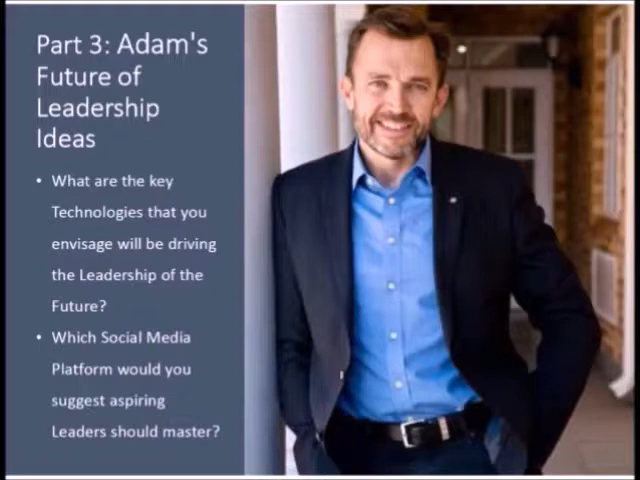 Part 3: Adam's
Future of
Leadership
Ideas
• What are the key
Technologies that you
envisage will be driving
the Leadership of the
Future?
• Which Social Media
Platform would you
suggest aspiring
Leaders should master?